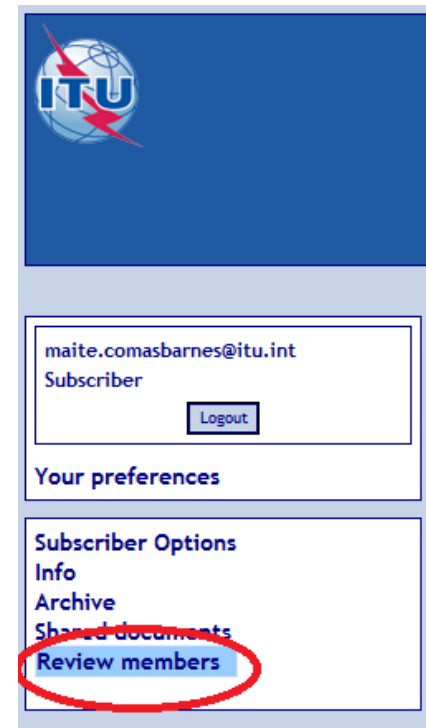 ITU
maite.comasbarnes@itu.int
Subscriber
Logout
Your preferences
Subscriber Options
Info
Archive
Shared documents
Review members